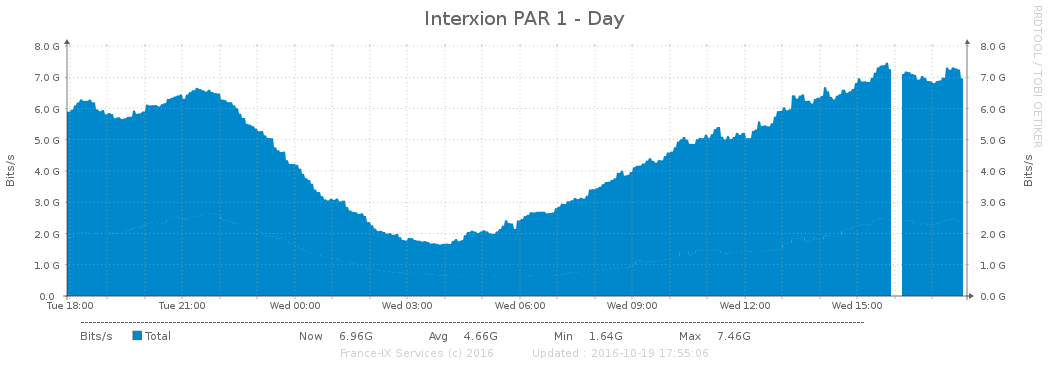 Interxion PAR 1 - Day
RRDTOOL / TOBI OETIKER
8.0 G 8.0 G
7.0 G 7.0 G
6.0 G 6.0 G
5.0 G 5.0 G
4.0 G 4.0 G
3.0 G 3.0 G
2.0 G 2.0 G
1.0 G 1.0 G
0.0 0.0 G
Bits/s
Bits/s
Tue 18:00 Tue 21:00 Wed 00:00 Wed 03:00 Wed 06:00 Wed 09:00 Wed 12:00 Wed 15:00
Bits/s Total Now 6.96G Avg 4.66G Min 1.64G Max 7.46G
France-IX Services (c) 2016 Updated : 2016-10-19 17:55:06